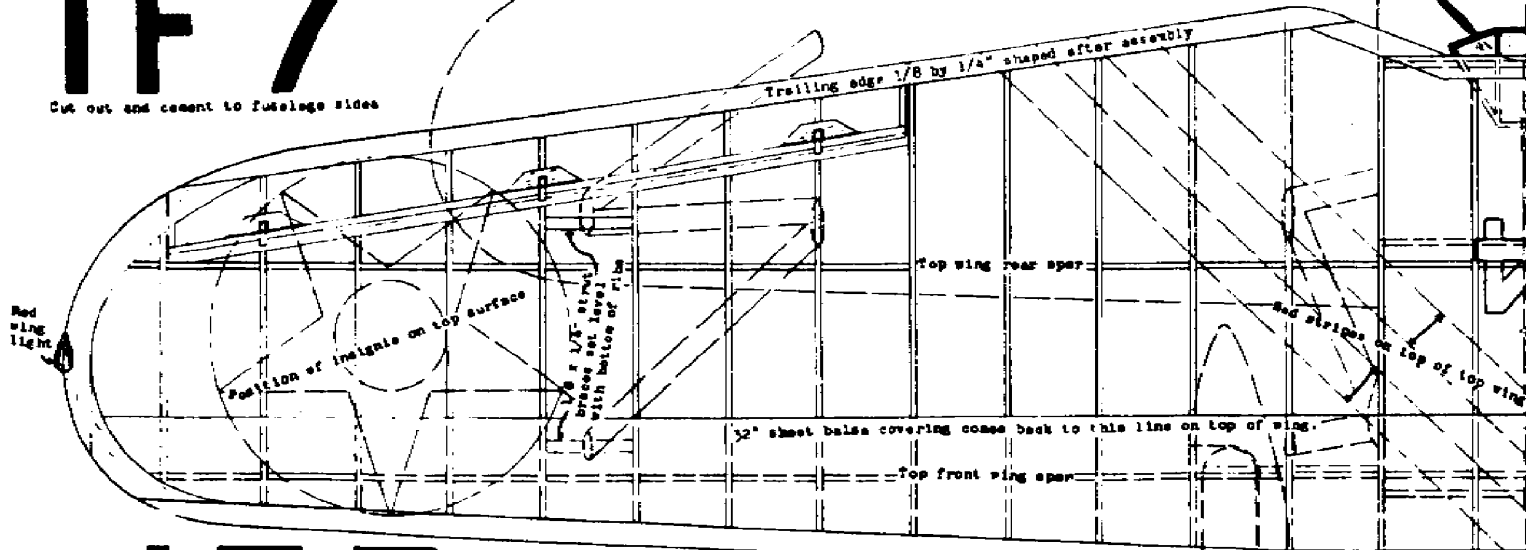 1F7
Cut out and cement to fuselage sides
Trailing edge 1/8 by 1/4" shaped after assembly
Red
wing
light
Position of insignia on top surface
1/8 x 1/8" strut
braces set level
with bottom of ribs
Top wing rear spar
Red stripes on top of top wing
32" sheet balsa covering comes back to this line on top of wing.
Top front wing spar